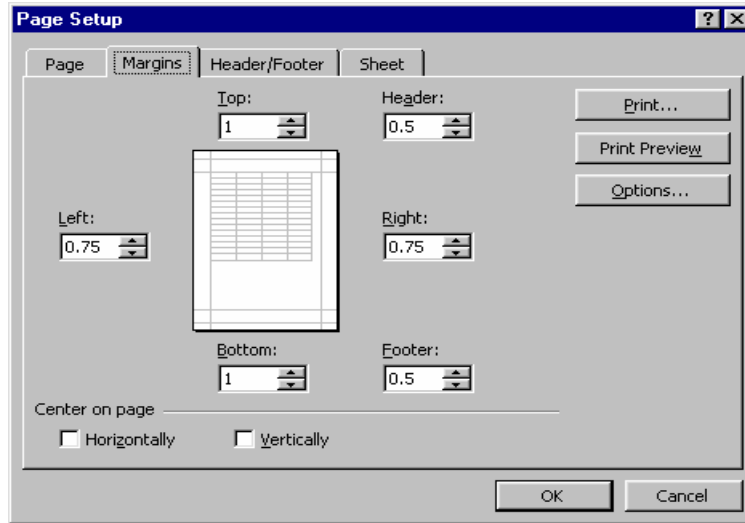 Page Setup
Page Margins Header/Footer Sheet
Top: Header:
1 0.5
Print...
Print Preview
Options...
Left: Right:
0.75 0.75
Bottom: Footer:
1 0.5
Center on page
Horizontally Vertically
OK Cancel